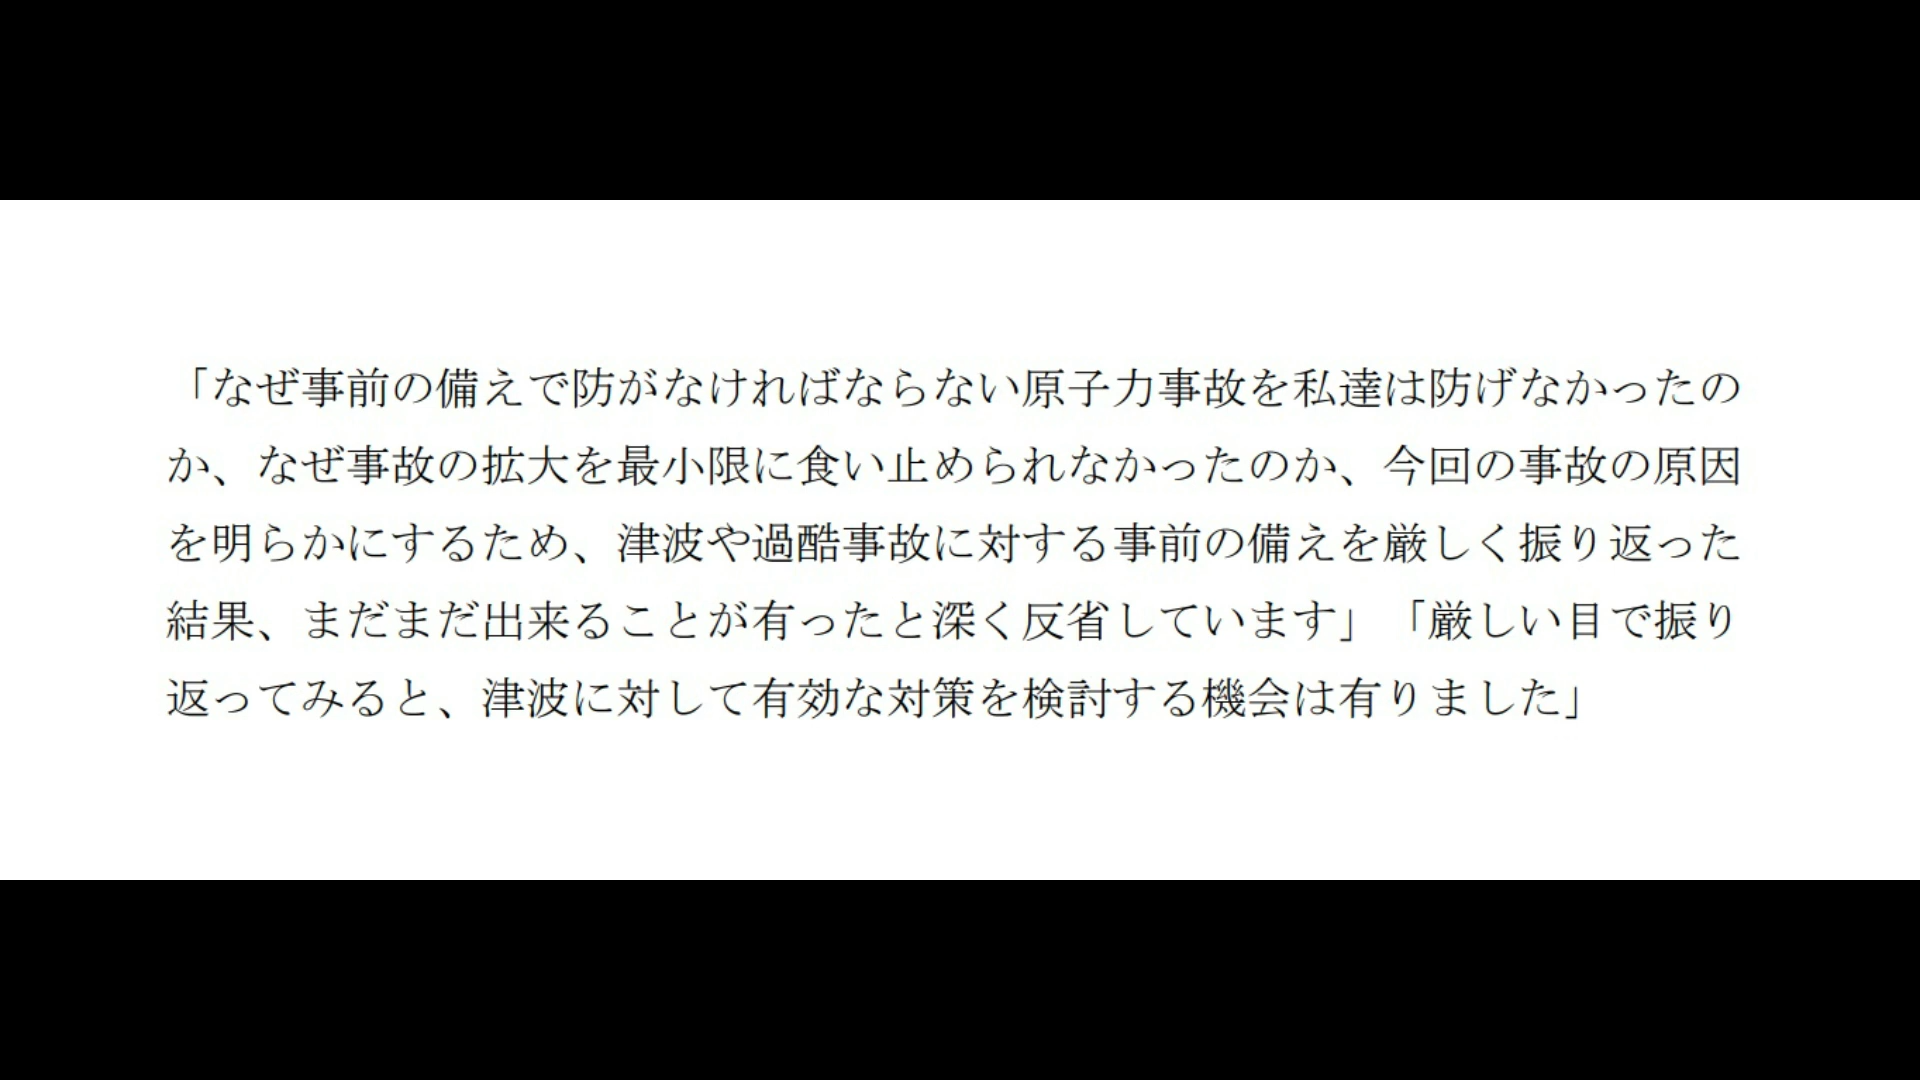 「なぜ事前の備えで防がなければならない原子力事故を私達は防げなかったの
か、なぜ事故の拡大を最小限に食い止められなかったのか、今回の事故の原因
を明らかにするため、津波や過酷事故に対する事前の備えを厳しく振り返った
結果、まだまだ出来ることが有ったと深く反省しています」「厳しい目で振り
返ってみると、津波に対して有効な対策を検討する機会は有りました」